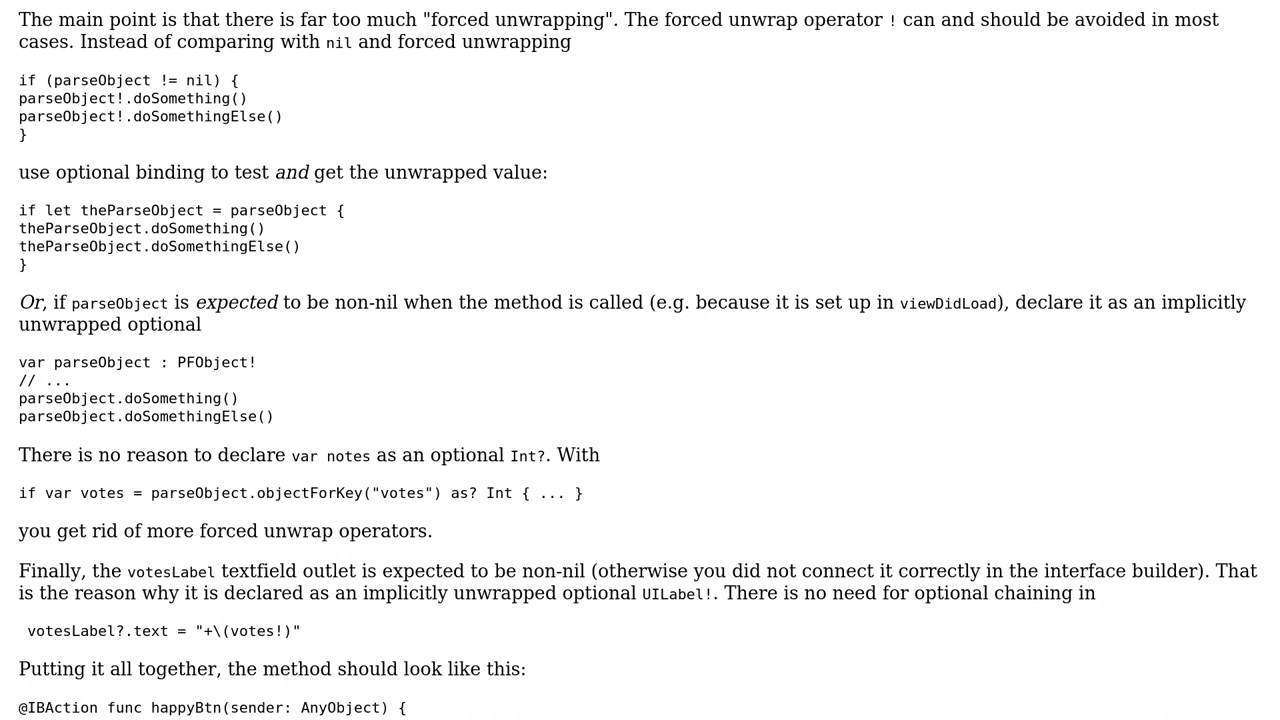 The main point is that there is far too much "forced unwrapping". The forced unwrap operator ! can and should be avoided in most
cases. Instead of comparing with nil and forced unwrapping
if (parseObject != nil) {
parseObject!.doSomething()
parseObject!.doSomethingElse()
}
use optional binding to test and get the unwrapped value:
if let theParseObject = parseObject {
theParseObject.doSomething()
theParseObject.doSomethingElse()
}
Or, if parseObject is expected to be non-nil when the method is called (e.g. because it is set up in viewDidLoad), declare it as an implicitly
unwrapped optional
var parseObject : PFObject!
// ...
parseObject.doSomething()
parseObject.doSomethingElse()
There is no reason to declare var notes as an optional Int?. With
if var votes = parseObject.objectForKey("votes") as? Int { ... }
you get rid of more forced unwrap operators.
Finally, the votesLabel textfield outlet is expected to be non-nil (otherwise you did not connect it correctly in the interface builder). That
is the reason why it is declared as an implicitly unwrapped optional UILabel!. There is no need for optional chaining in
votesLabel?.text = "+\(votes!)"
Putting it all together, the method should look like this:
@IBAction func happyBtn(sender: AnyObject) {